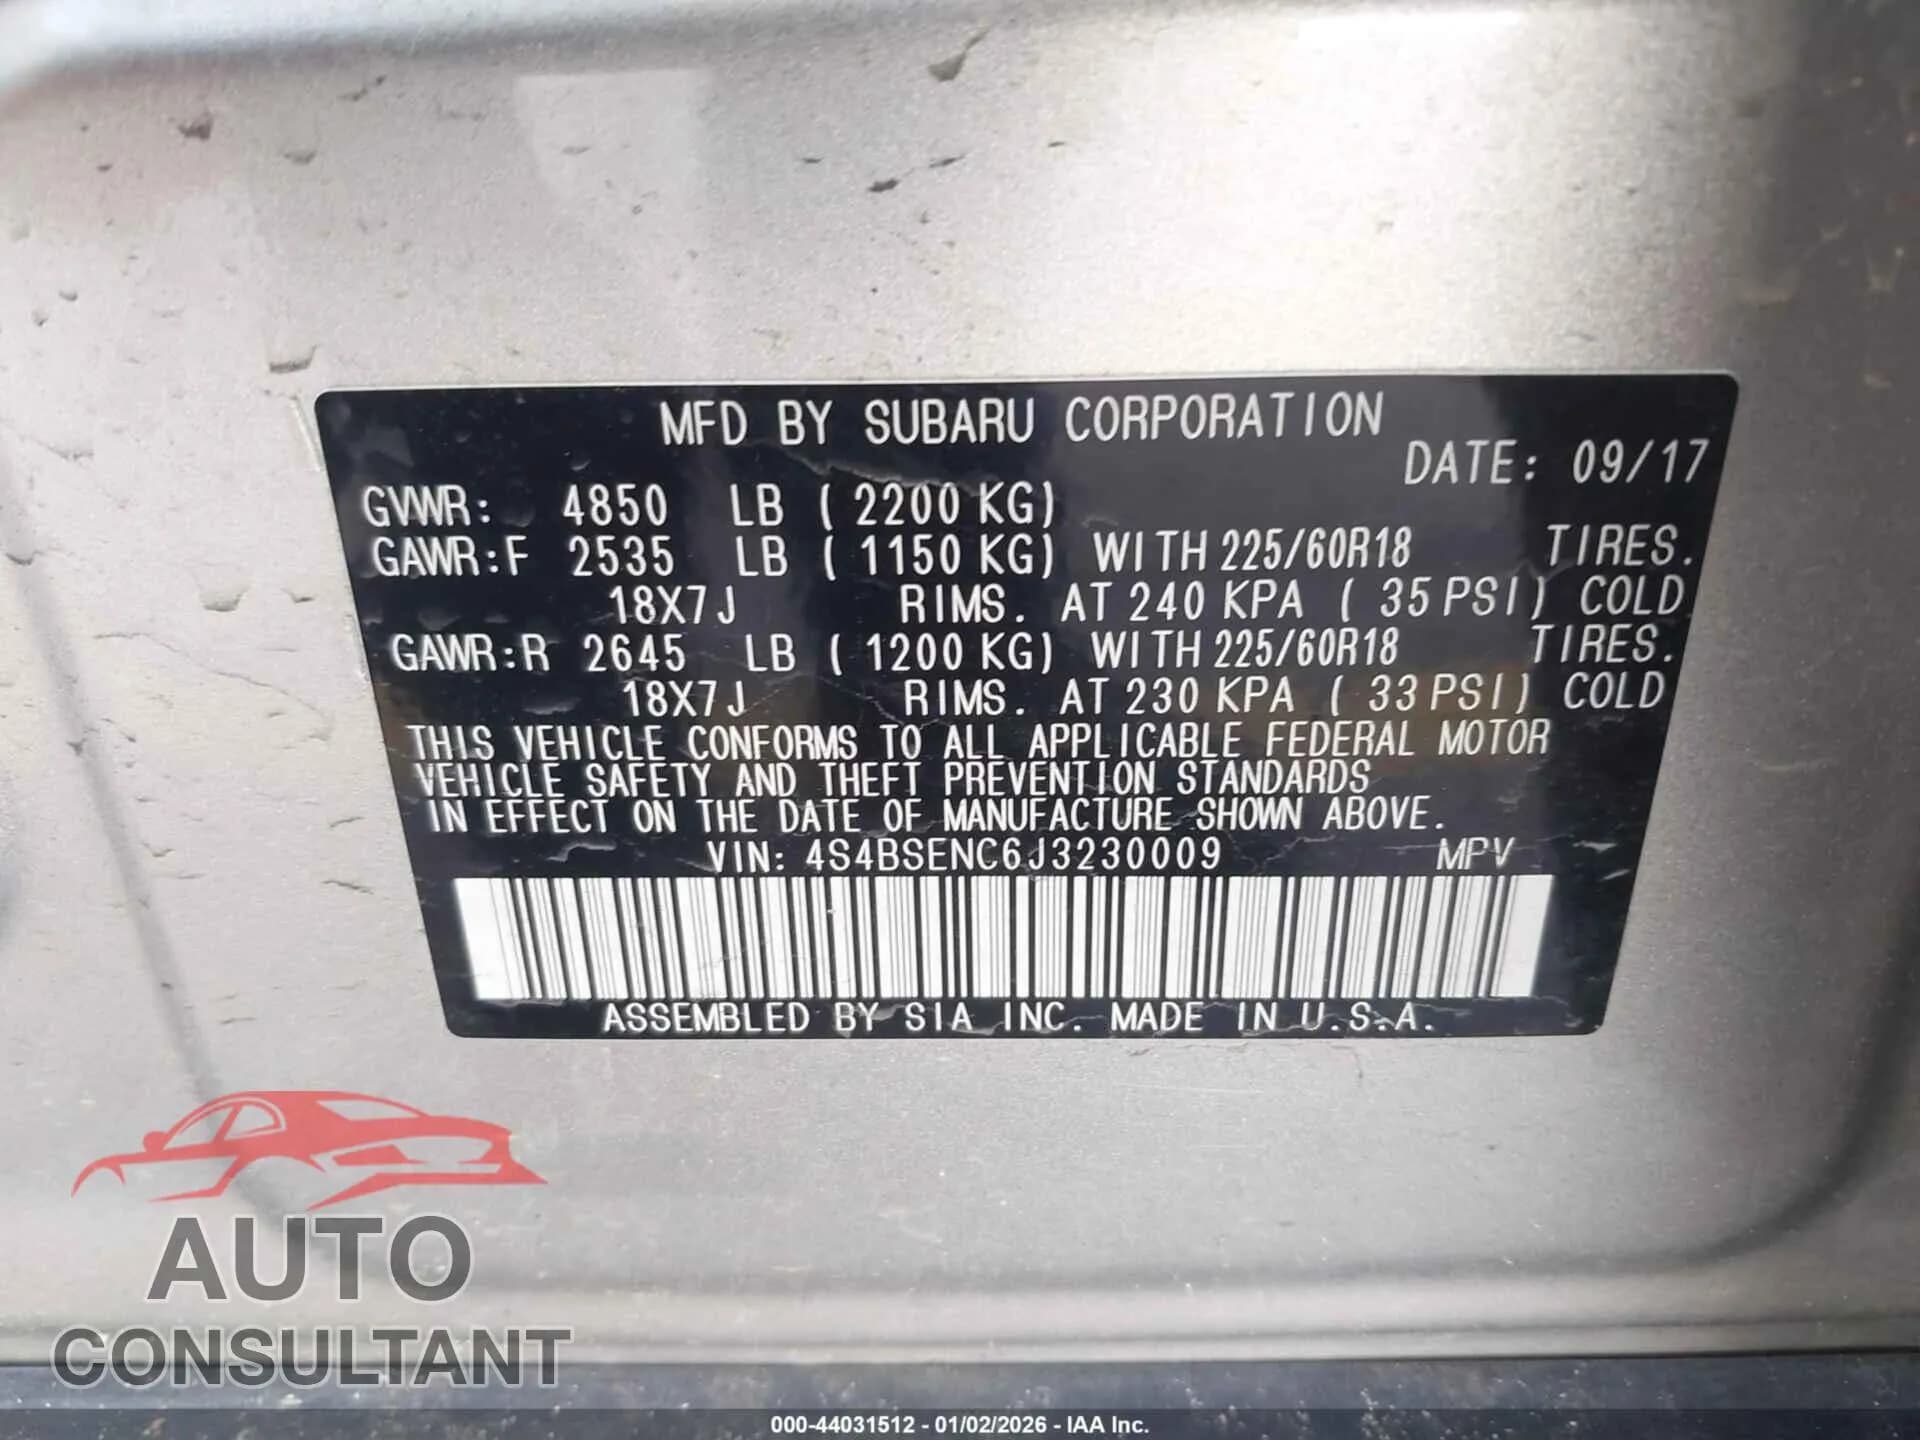 MFD BY SUBARU CORPORATION
DATE: 09/17
GVWR: 4850 LB ( 2200 KG)
GAWR:F 2535 LB ( 1150 KG) WITH 225/60R18 TIRES.
18X7J RIMS. AT 240 KPA ( 35 PSI) COLD
GAWR:R 2645 LB ( 1200 KG) WITH 225/60R18 TIRES.
18X7J RIMS. AT 230 KPA ( 33 PSI) COLD
THIS VEHICLE CONFORMS TO ALL APPLICABLE FEDERAL MOTOR
VEHICLE SAFETY AND THEFT PREVENTION STANDARDS
IN EFFECT ON THE DATE OF MANUFACTURE SHOWN ABOVE.
VIN: 4S4BSENC6J3230009 MPV
ASSEMBLED BY SIA INC. MADE IN U.S.A.
AUTO
CONSULTANT
000-44031512 - 01/02/2026 - IAA Inc.